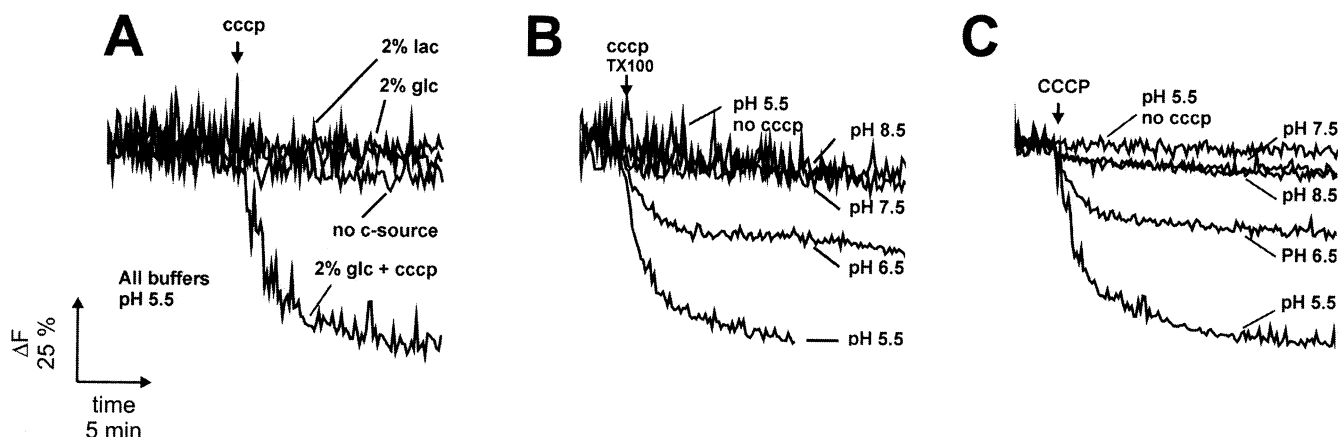 A
cccp
2% lac
2% glc
no c-source
2% glc + cccp
All buffers
pH 5.5
ΔF
25 %
time
5 min
B
cccp
TX100
pH 5.5
no cccp
pH 8.5
pH 7.5
pH 6.5
pH 5.5
C
CCCP
pH 5.5
no cccp
pH 7.5
pH 8.5
PH 6.5
pH 5.5